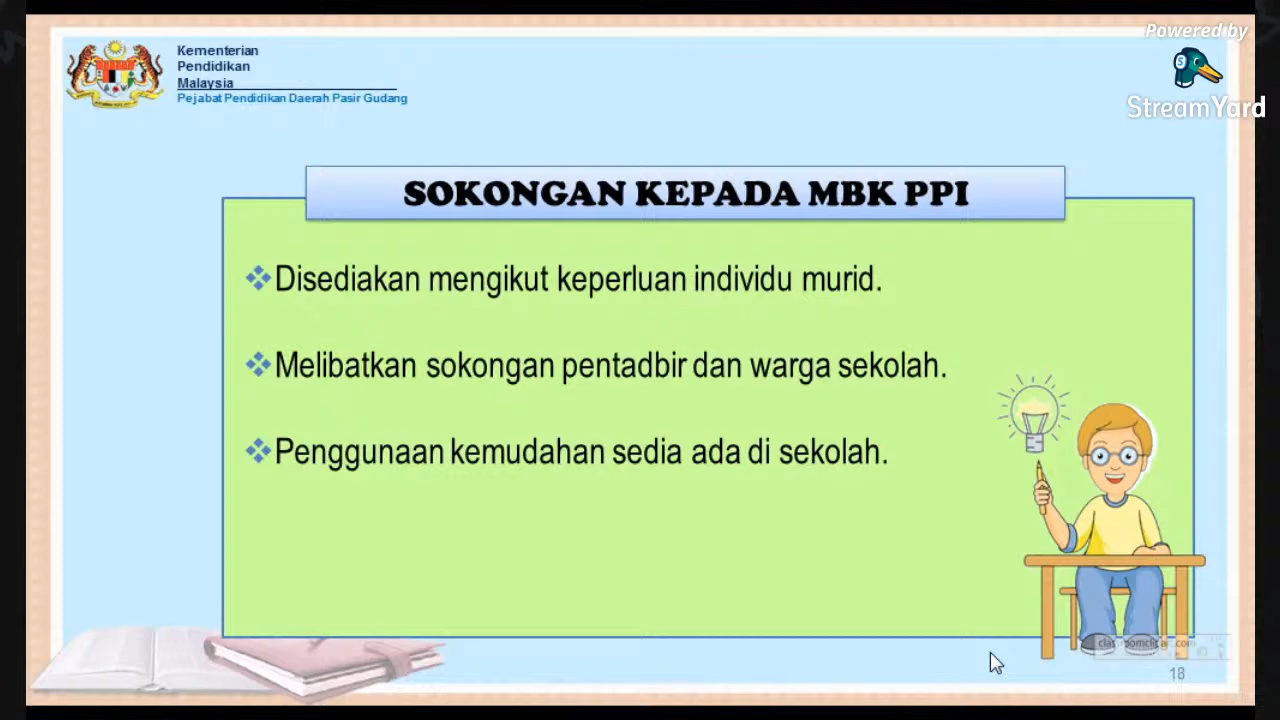 Kementerian
Pendidikan
Malaysia
Pejabat Pendidikan Daerah Pasir Gudang
Powered by
StreamYard
SOKONGAN KEPADA MBK PPI
Disediakan mengikut keperluan individu murid.
Melibatkan sokongan pentadbir dan warga sekolah.
Penggunaan kemudahan sedia ada di sekolah.
18